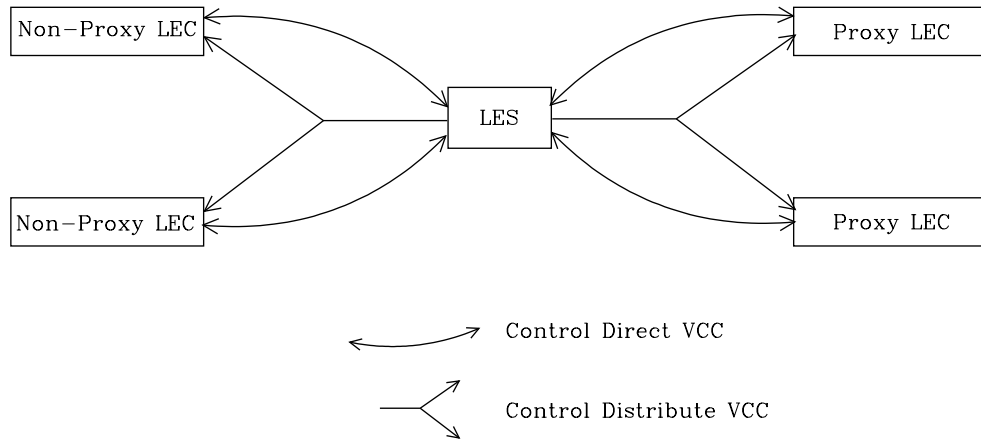 Non-Proxy LEC
Proxy LEC
LES
Non-Proxy LEC
Proxy LEC
Control Direct VCC
Control Distribute VCC